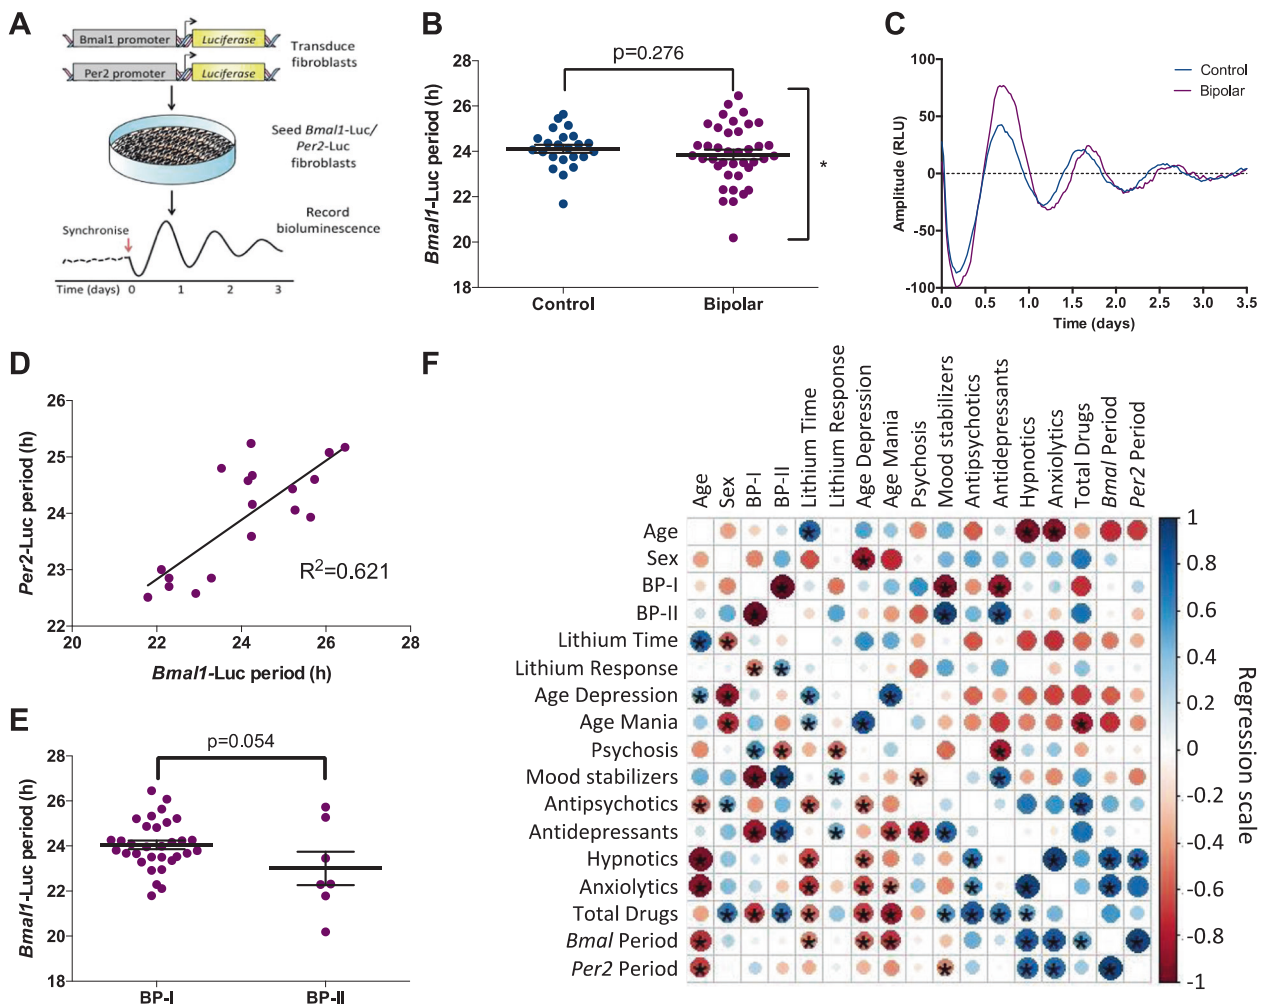 A
Bmal1 promoter
Luciferase
Per2 promoter
Luciferase
Transduce
fibroblasts
Seed Bmal1-Luc/
Per2-Luc
fibroblasts
Record
bioluminescence
Synchronise
Time (days) 0 1 2 3
B
p=0.276
Bmal1-Luc period (h)
28
26
24
22
20
18
*
Control Bipolar
C
Control
Bipolar
Amplitude (RLU)
100
50
0
-50
-100
0.0 0.5 1.0 1.5 2.0 2.5 3.0 3.5
Time (days)
D
Per2-Luc period (h)
26
25
24
23
22
R²=0.621
20 22 24 26 28
Bmal1-Luc period (h)
E
p=0.054
Bmal1-Luc period (h)
28
26
24
22
20
18
BP-I BP-II
F
Age
Sex
BP-I
BP-II
Lithium Time
Lithium Response
Age Depression
Age Mania
Psychosis
Mood stabilizers
Antipsychotics
Antidepressants
Hypnotics
Anxiolytics
Total Drugs
Bmal Period
Per2 Period
Age
Sex
BP-I
BP-II
Lithium Time
Lithium Response
Age Depression
Age Mania
Psychosis
Mood stabilizers
Antipsychotics
Antidepressants
Hypnotics
Anxiolytics
Total Drugs
Bmal Period
Per2 Period
1
0.8
0.6
0.4
0.2
0
-0.2
-0.4
-0.6
-0.8
-1
Regression scale